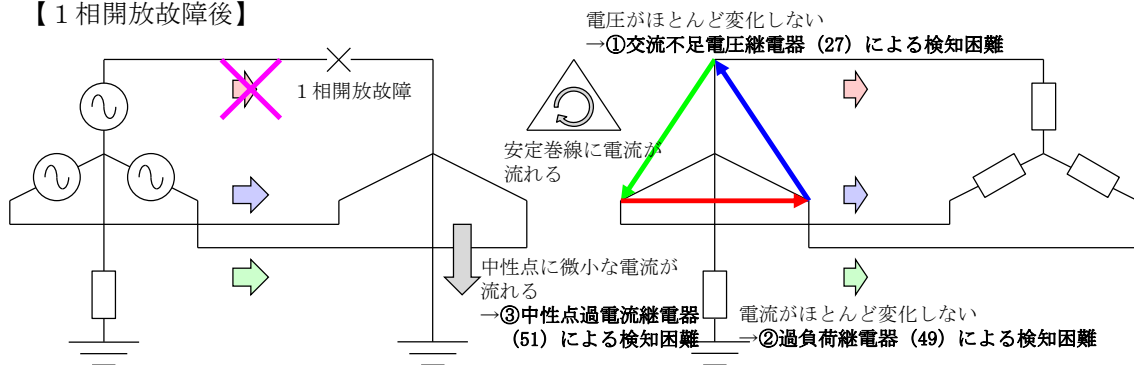 【１相開放故障後】
電圧がほとんど変化しない
→①交流不足電圧継電器（27）による検知困難
１相開放故障
安定巻線に電流が
流れる
中性点に微小な電流が
流れる
→③中性点過電流継電器
（51）による検知困難
電流がほとんど変化しない
→②過負荷継電器（49）による検知困難